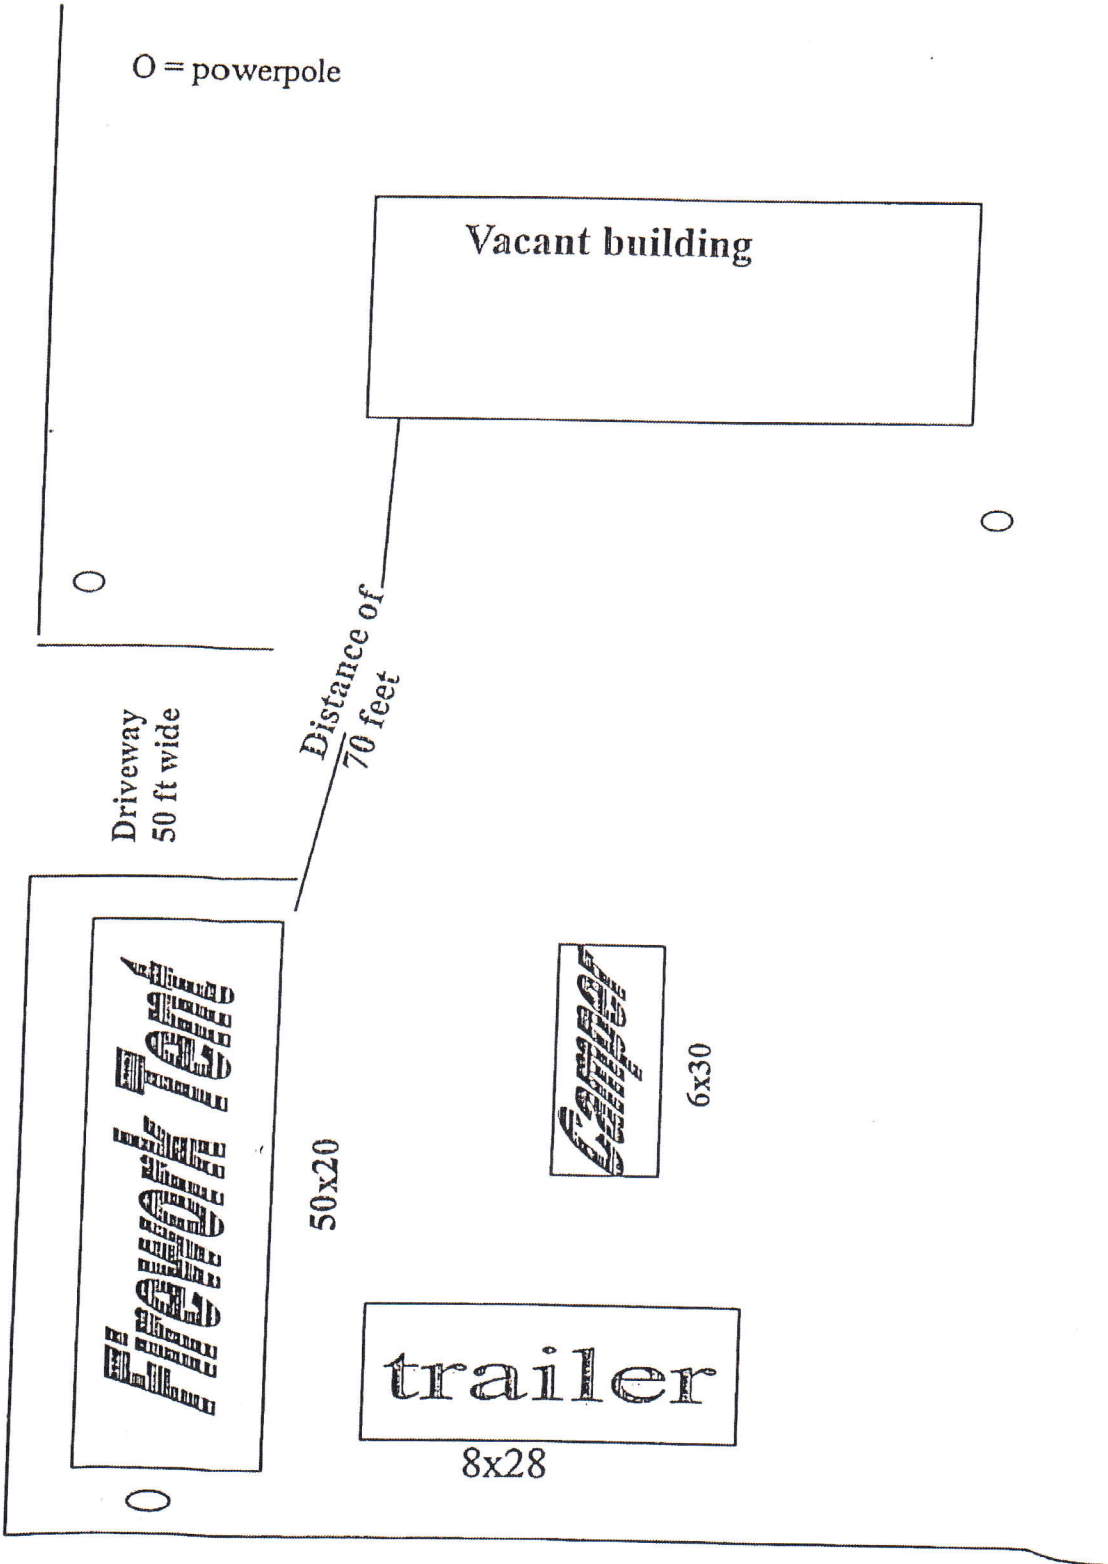 O = powerpole
Vacant building
O
O
Distance of
70 feet
Driveway
50 ft wide
Firework Tent
50x20
Camper
6x30
trailer
8x28
O